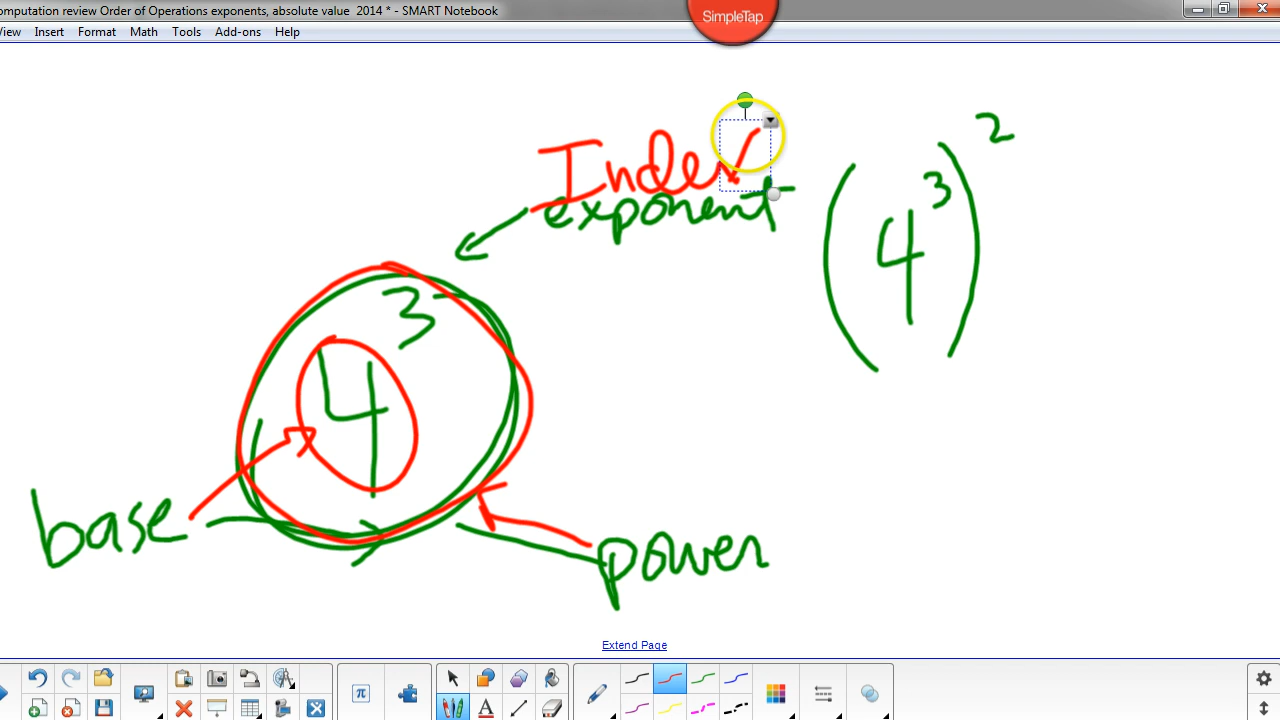 omputation review Order of Operations exponents, absolute value 2014 * - SMART Notebook
SimpleTap
View Insert Format Math Tools Add-ons Help
Index
exponent
(4³)²
4³
base
power
Extend Page
π
A